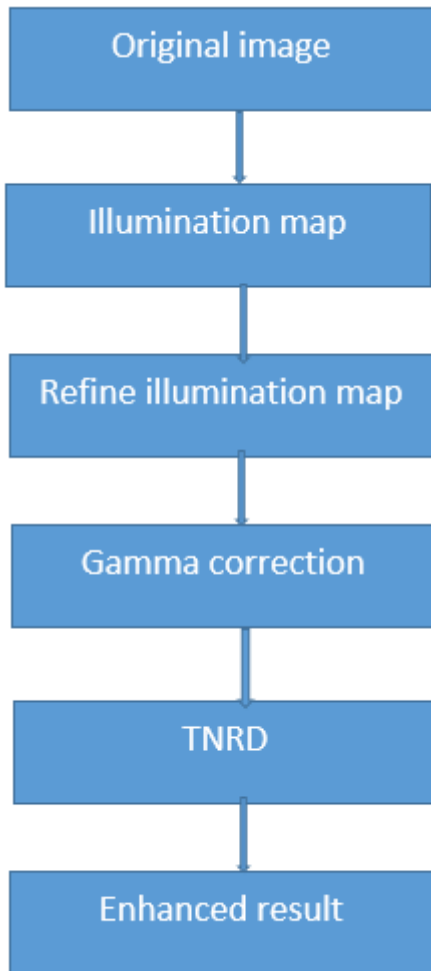 Original image
Illumination map
Refine illumination map
Gamma correction
TNRD
Enhanced result